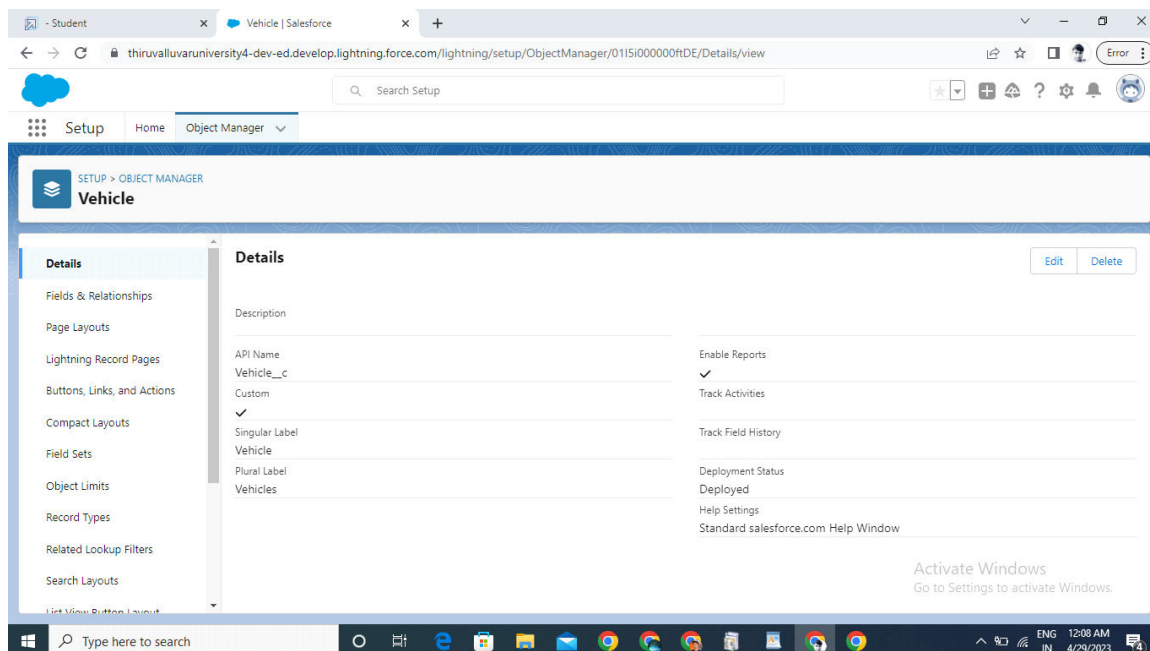 - Student
Vehicle | Salesforce
thiruvalluvaruniversity4-dev-ed.develop.lightning.force.com/lightning/setup/ObjectManager/01I5i000000ftDE/Details/view
Error
Search Setup
Setup
Home
Object Manager
SETUP > OBJECT MANAGER
Vehicle
Details
Fields & Relationships
Page Layouts
Lightning Record Pages
Buttons, Links, and Actions
Compact Layouts
Field Sets
Object Limits
Record Types
Related Lookup Filters
Search Layouts
List View Button Layout
Details
Edit
Delete
Description
API Name
Vehicle__c
Custom
Singular Label
Vehicle
Plural Label
Vehicles
Enable Reports
Track Activities
Track Field History
Deployment Status
Deployed
Help Settings
Standard salesforce.com Help Window
Activate Windows
Go to Settings to activate Windows.
Type here to search
ENG
IN
12:08 AM
4/29/2023